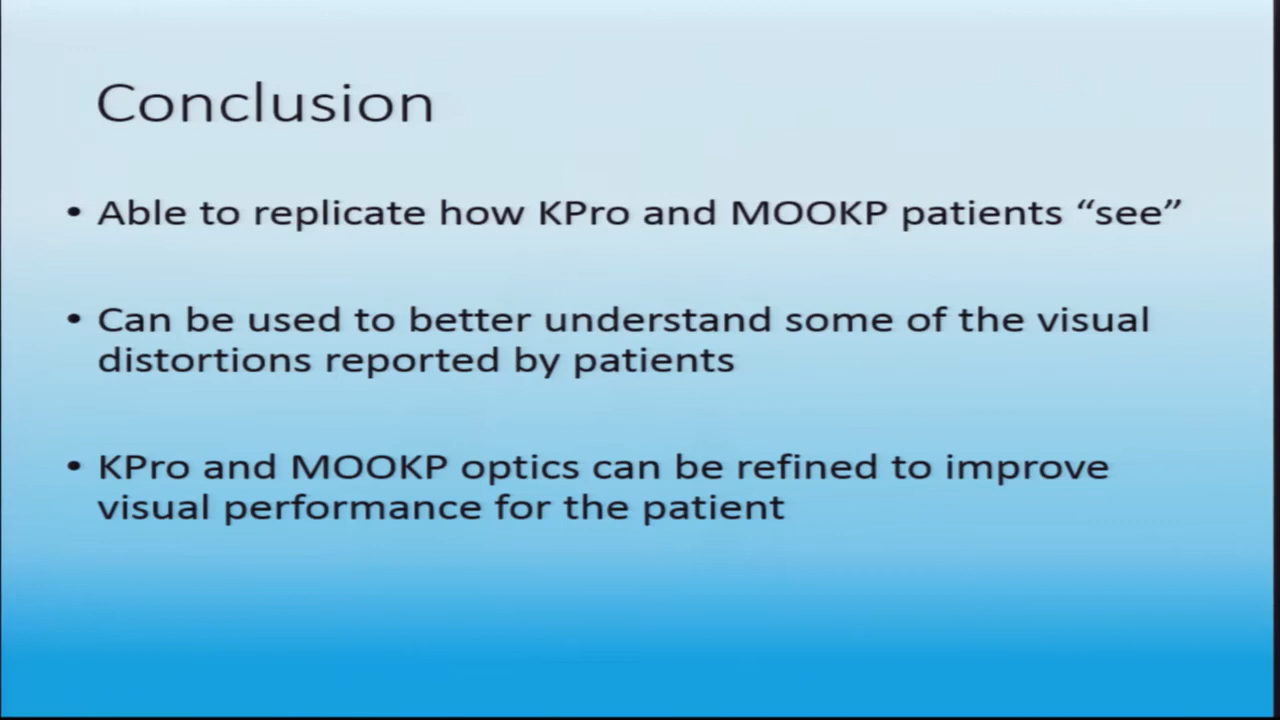 Conclusion
• Able to replicate how KPro and MOOKP patients “see”
• Can be used to better understand some of the visual
distortions reported by patients
• KPro and MOOKP optics can be refined to improve
visual performance for the patient